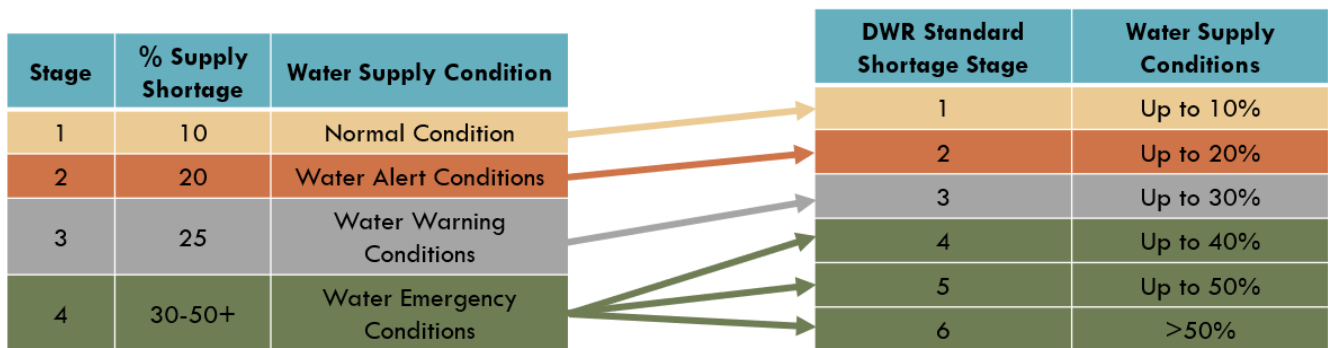 Stage % Supply Shortage Water Supply Condition
1 10 Normal Condition
2 20 Water Alert Conditions
3 25 Water Warning Conditions
4 30-50+ Water Emergency Conditions
DWR Standard Shortage Stage Water Supply Conditions
1 Up to 10%
2 Up to 20%
3 Up to 30%
4 Up to 40%
5 Up to 50%
6 >50%